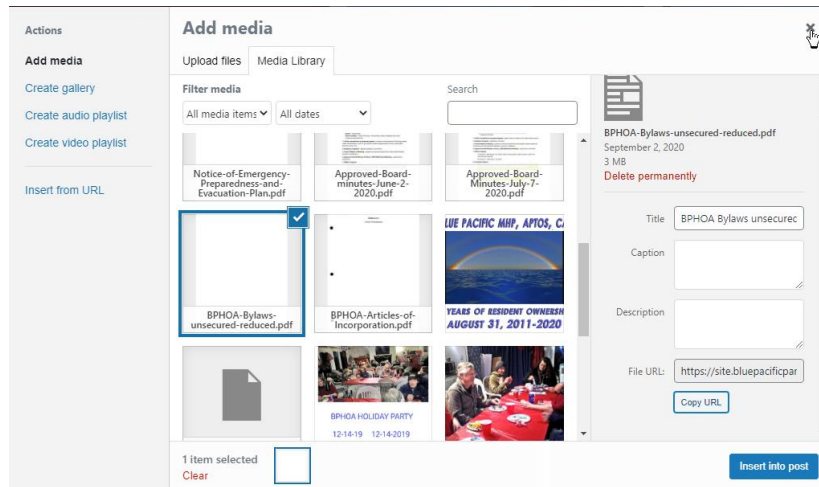 Actions
Add media
Create gallery
Create audio playlist
Create video playlist
Insert from URL
Add media
Upload files
Media Library
Filter media
Search
All media items
All dates
Notice-of-Emergency-
Preparedness-and-
Evacuation-Plan.pdf
Approved-Board-
minutes-June-2-
2020.pdf
Approved-Board-
Minutes-July-7-
2020.pdf
BPHOA-Bylaws-
unsecured-reduced.pdf
BPHOA-Articles-of-
Incorporation.pdf
LUE PACIFIC MHP, APTOS, C
YEARS OF RESIDENT OWNERSH
AUGUST 31, 2011-2020
BPHOA HOLIDAY PARTY
12-14-19 12-14-2019
BPHOA-Bylaws-unsecured-reduced.pdf
September 2, 2020
3 MB
Delete permanently
Title
BPHOA Bylaws unsecurec
Caption
Description
File URL:
https://site.bluepacificpar
Copy URL
1 item selected
Clear
Insert into post